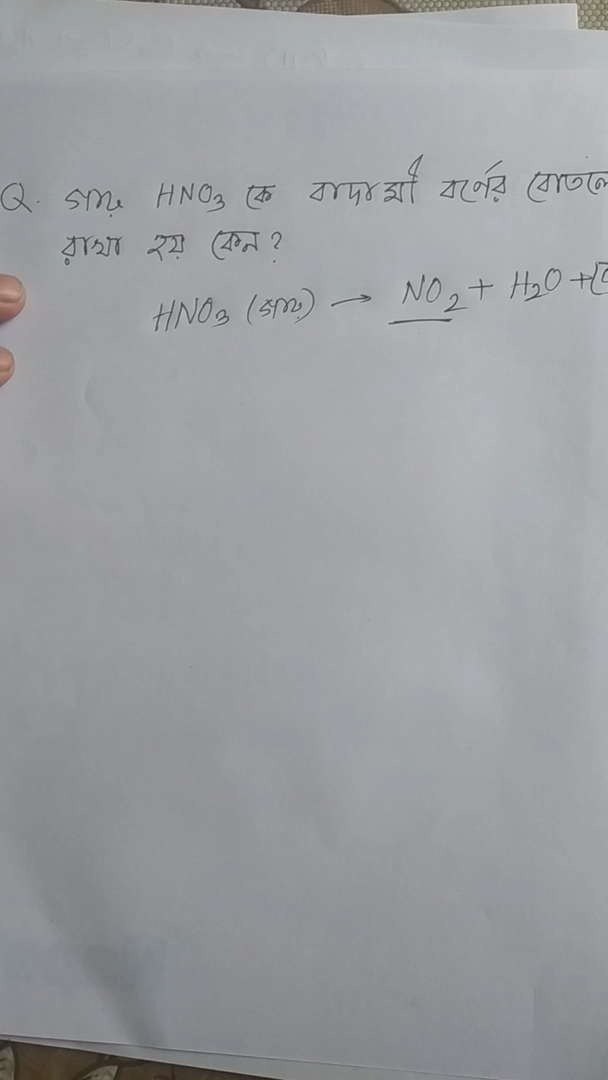 Q. গাঢ় HNO₃ কে বাদামী বর্ণের বোতলে
রাখা হয় কেন?
HNO₃ (গাঢ়) → NO₂ + H₂O + [